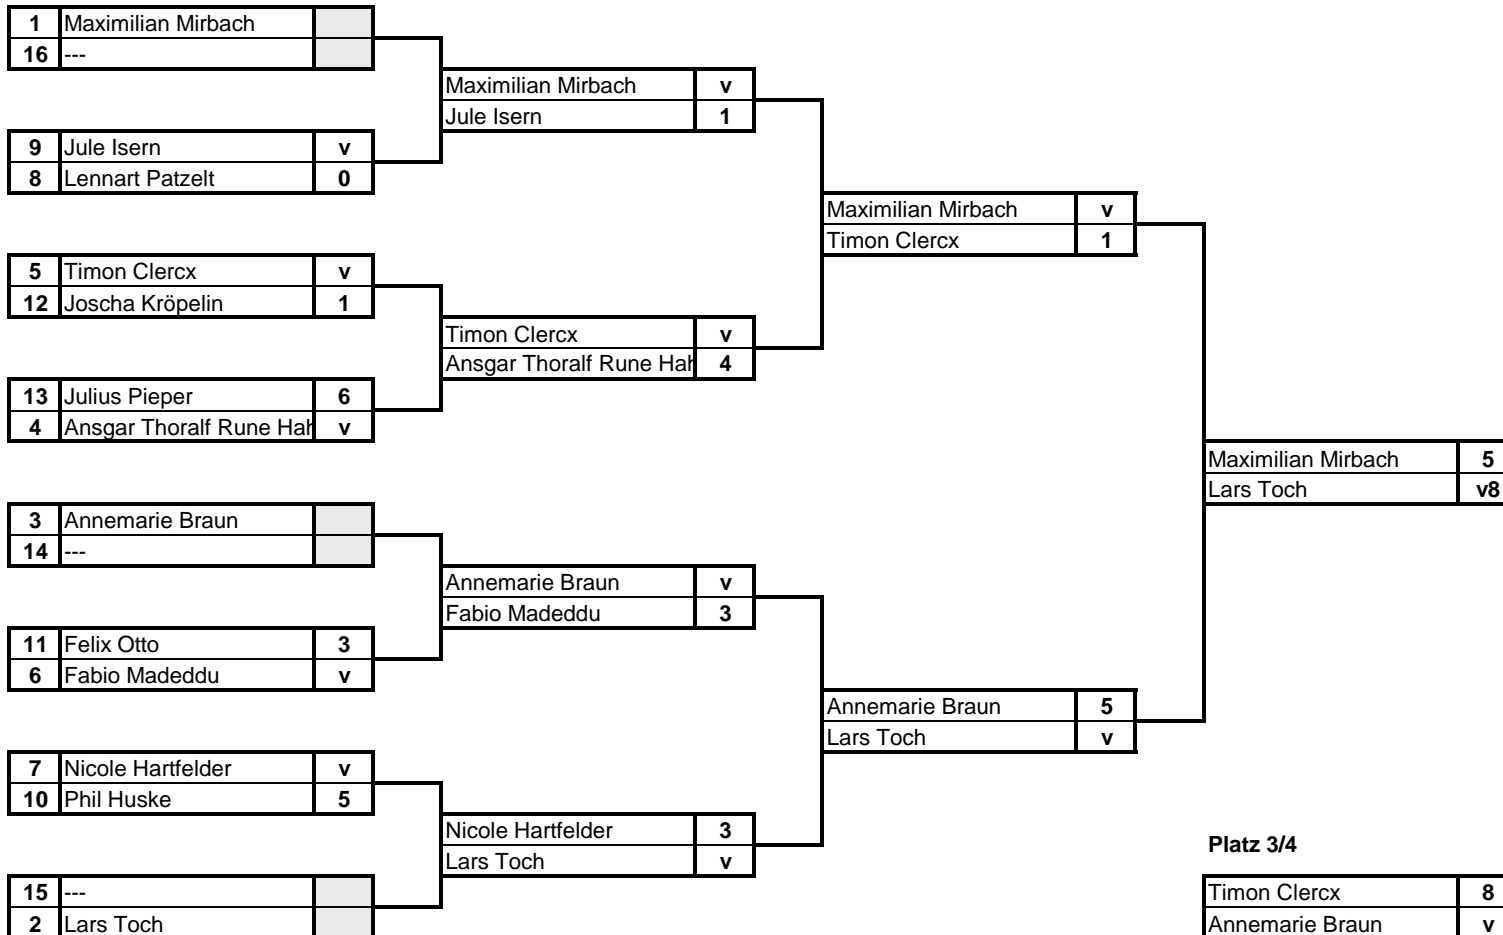 1 Maximilian Mirbach
16 ---
Maximilian Mirbach v
Jule Isern 1
9 Jule Isern v
8 Lennart Patzelt 0
Maximilian Mirbach v
Timon Clercx 1
5 Timon Clercx v
12 Joscha Kröpelin 1
Timon Clercx v
Ansgar Thoralf Rune Hah 4
13 Julius Pieper 6
4 Ansgar Thoralf Rune Hah v
Maximilian Mirbach 5
Lars Toch v8
3 Annemarie Braun
14 ---
Annemarie Braun v
Fabio Madeddu 3
11 Felix Otto 3
6 Fabio Madeddu v
Annemarie Braun 5
Lars Toch v
7 Nicole Hartfelder v
10 Phil Huske 5
Nicole Hartfelder 3
Lars Toch v
Platz 3/4
15 ---
2 Lars Toch
Timon Clercx 8
Annemarie Braun v